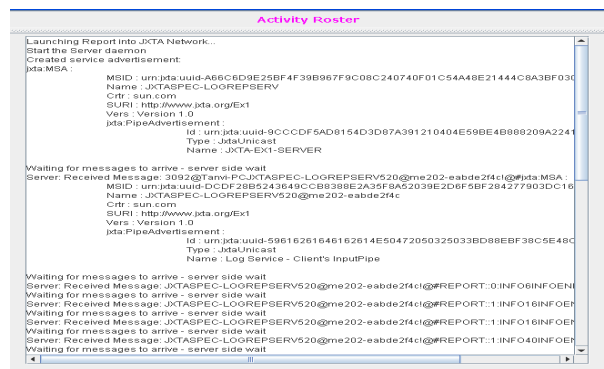 Activity Roster
Launching Report into JXTA Network...
Start the Server daemon
Created service advertisement:
jxta:MSA :
MSID : urn:jxta:uuid-A66C6D9E25BF4F39B967F9C08C240740F01C54A48E21444C8A3BF030
Name : JXTASPEC-LOGREPSERV
Crtr : sun.com
SURI : http://www.jxta.org/Ex1
Vers : Version 1.0
jxta:PipeAdvertisement :
Id : urn:jxta:uuid-9CCCDF5AD8154D3D87A391210404E59BE4B888209A2241
Type : JxtaUnicast
Name : JXTA-EX1-SERVER
Waiting for messages to arrive - server side wait
Server: Received Message: 3092@Tanvi-PCJXTASPEC-LOGREPSERV520@me202-eabde2f4c!@#jxta:MSA :
MSID : urn:jxta:uuid-DCDF28B5243649CCB8388E2A35F8A52039E2D6F5BF284277903DC16
Name : JXTASPEC-LOGREPSERV520@me202-eabde2f4c
Crtr : sun.com
SURI : http://www.jxta.org/Ex1
Vers : Version 1.0
jxta:PipeAdvertisement :
Id : urn:jxta:uuid-59616261646162614E50472050325033BD88EBF38C5E48C
Type : JxtaUnicast
Name : Log Service - Client's InputPipe
Waiting for messages to arrive - server side wait
Server: Received Message: JXTASPEC-LOGREPSERV520@me202-eabde2f4c!@#REPORT::0:INFO6INFOEN
Waiting for messages to arrive - server side wait
Server: Received Message: JXTASPEC-LOGREPSERV520@me202-eabde2f4c!@#REPORT::1:INFO16INFOEN
Waiting for messages to arrive - server side wait
Server: Received Message: JXTASPEC-LOGREPSERV520@me202-eabde2f4c!@#REPORT::1:INFO16INFOEN
Waiting for messages to arrive - server side wait
Server: Received Message: JXTASPEC-LOGREPSERV520@me202-eabde2f4c!@#REPORT::1:INFO40INFOEN
Waiting for messages to arrive - server side wait